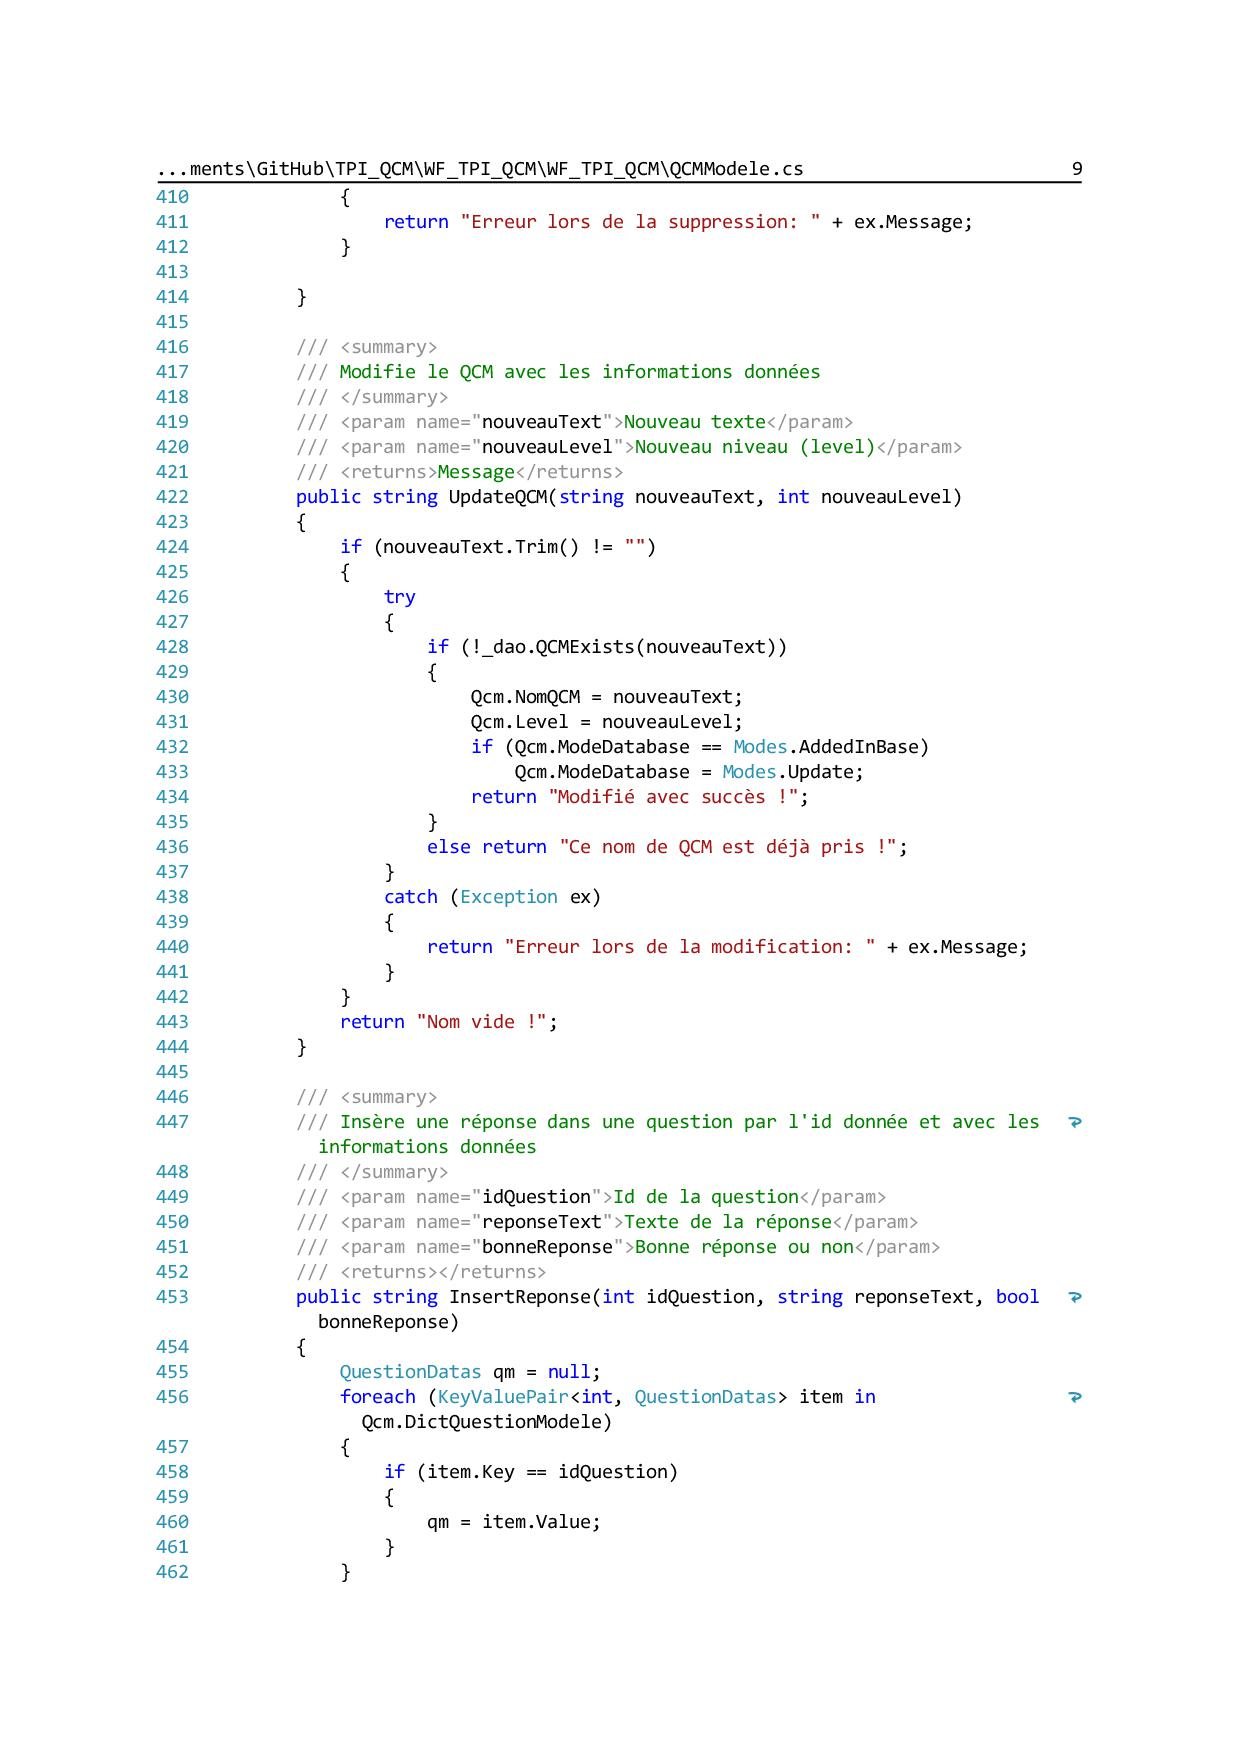 ...ments\GitHub\TPI_QCM\WF_TPI_QCM\WF_TPI_QCM\QCMModele.cs 9
410             {
411                 return "Erreur lors de la suppression: " + ex.Message;
412             }
413
414         }
415
416         /// <summary>
417         /// Modifie le QCM avec les informations données
418         /// </summary>
419         /// <param name="nouveauText">Nouveau texte</param>
420         /// <param name="nouveauLevel">Nouveau niveau (level)</param>
421         /// <returns>Message</returns>
422         public string UpdateQCM(string nouveauText, int nouveauLevel)
423         {
424             if (nouveauText.Trim() != "")
425             {
426                 try
427                 {
428                     if (!_dao.QCMExists(nouveauText))
429                     {
430                         Qcm.NomQCM = nouveauText;
431                         Qcm.Level = nouveauLevel;
432                         if (Qcm.ModeDatabase == Modes.AddedInBase)
433                             Qcm.ModeDatabase = Modes.Update;
434                         return "Modifié avec succès !";
435                     }
436                     else return "Ce nom de QCM est déjà pris !";
437                 }
438                 catch (Exception ex)
439                 {
440                     return "Erreur lors de la modification: " + ex.Message;
441                 }
442             }
443             return "Nom vide !";
444         }
445
446         /// <summary>
447         /// Insère une réponse dans une question par l'id donnée et avec les
informations données
448         /// </summary>
449         /// <param name="idQuestion">Id de la question</param>
450         /// <param name="reponseText">Texte de la réponse</param>
451         /// <param name="bonneReponse">Bonne réponse ou non</param>
452         /// <returns></returns>
453         public string InsertReponse(int idQuestion, string reponseText, bool
bonneReponse)
454         {
455             QuestionDatas qm = null;
456             foreach (KeyValuePair<int, QuestionDatas> item in
Qcm.DictQuestionModele)
457             {
458                 if (item.Key == idQuestion)
459                 {
460                     qm = item.Value;
461                 }
462             }